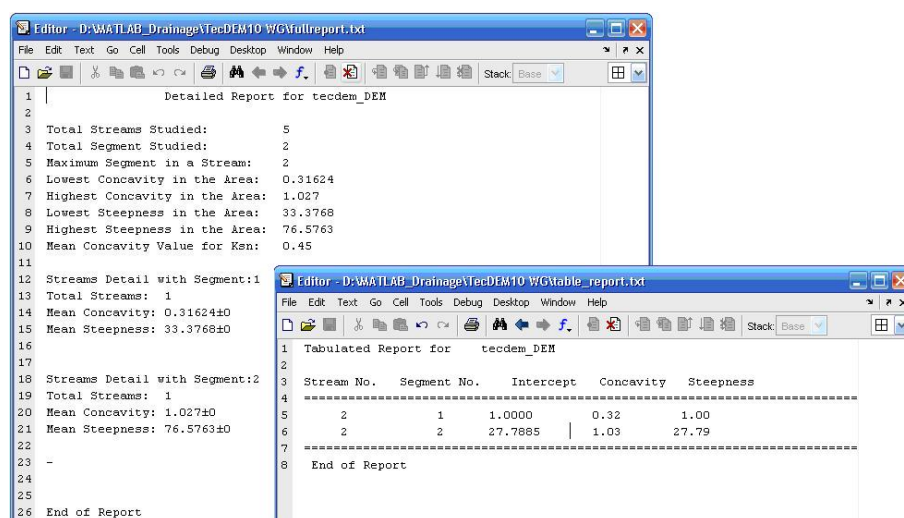 Editor - D:\MATLAB_Drainage\TecDEM10 WG\fullreport.txt
File Edit Text Go Cell Tools Debug Desktop Window Help
Stack: Base
1 Detailed Report for tecdem_DEM
2
3 Total Streams Studied: 5
4 Total Segment Studied: 2
5 Maximum Segment in a Stream: 2
6 Lowest Concavity in the Area: 0.31624
7 Highest Concavity in the Area: 1.027
8 Lowest Steepness in the Area: 33.3768
9 Highest Steepness in the Area: 76.5763
10 Mean Concavity Value for Ksn: 0.45
11
12 Streams Detail with Segment:1
13 Total Streams: 1
14 Mean Concavity: 0.31624±0
15 Mean Steepness: 33.3768±0
16
17
18 Streams Detail with Segment:2
19 Total Streams: 1
20 Mean Concavity: 1.027±0
21 Mean Steepness: 76.5763±0
22
23 -
24
25
26 End of Report
Editor - D:\MATLAB_Drainage\TecDEM10 WG\table_report.txt
File Edit Text Go Cell Tools Debug Desktop Window Help
Stack: Base
1 Tabulated Report for tecdem_DEM
2
3 Stream No. Segment No. Intercept Concavity Steepness
4 ============================================================================
5 2 1 1.0000 0.32 1.00
6 2 2 27.7885 1.03 27.79
7 ============================================================================
8 End of Report